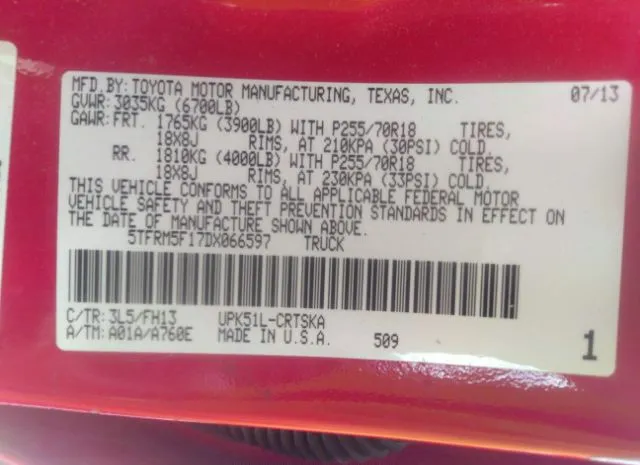 MFD.BY:TOYOTA MOTOR MANUFACTURING, TEXAS, INC. 07/13
GVWR:3035KG (6700LB)
GAWR:FRT. 1765KG (3900LB) WITH P255/70R18 TIRES,
18X8J RIMS, AT 210KPA (30PSI) COLD.
RR. 1810KG (4000LB) WITH P255/70R18 TIRES,
18X8J RIMS, AT 230KPA (33PSI) COLD.
THIS VEHICLE CONFORMS TO ALL APPLICABLE FEDERAL MOTOR
VEHICLE SAFETY AND THEFT PREVENTION STANDARDS IN EFFECT ON
THE DATE OF MANUFACTURE SHOWN ABOVE.
5TFRM5F17DX066597 TRUCK
C/TR:3L5/FH13 UPK51L-CRTSKA
A/TM:A01A/A760E MADE IN U.S.A. 509 1